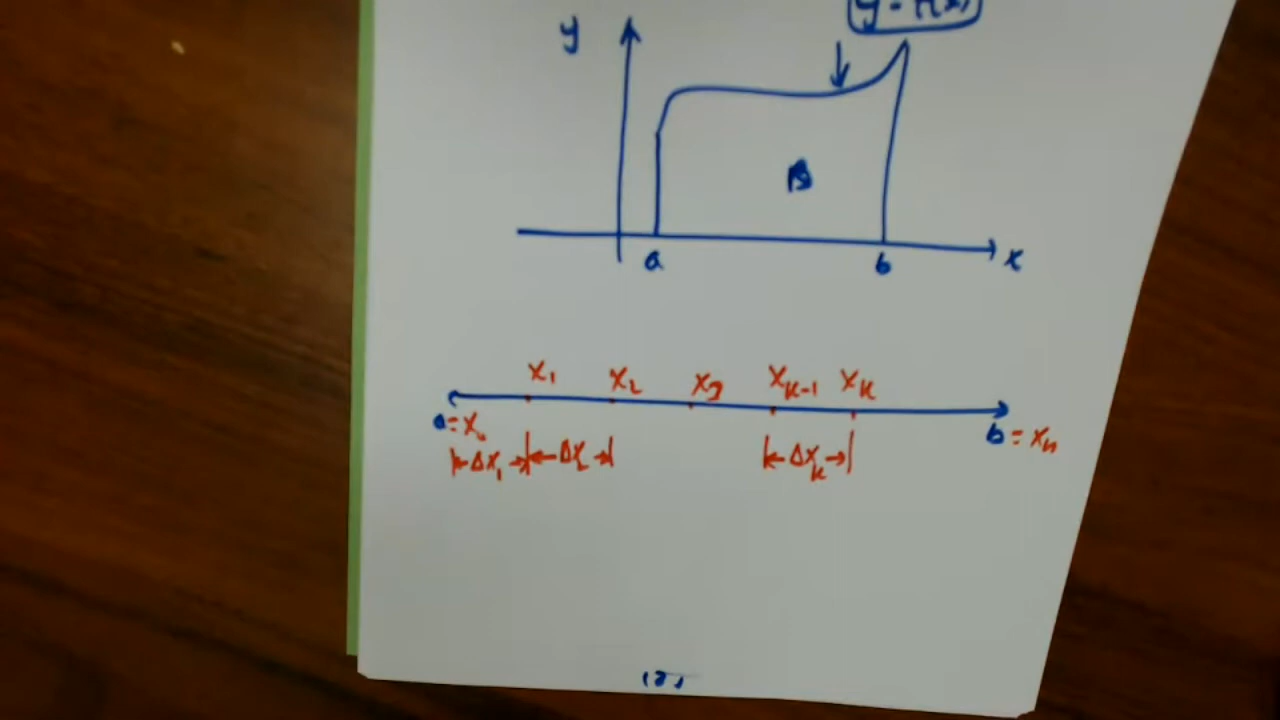 y = f(x)
y
B
a b x
x₁ x₂ x₃ xₖ₋₁ xₖ
a = x₀ b = xₙ
Δx₁ Δx₂ Δxₖ